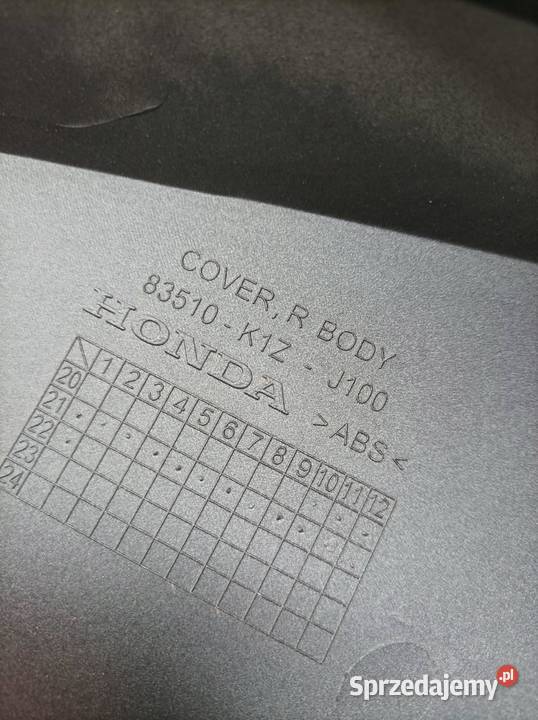 COVER, R BODY
83510 - K1Z - J100
HONDA >ABS<
1 2 3 4 5 6 7 8 9 10 11 12
20
21
22
23
24
Sprzedajemy.pl